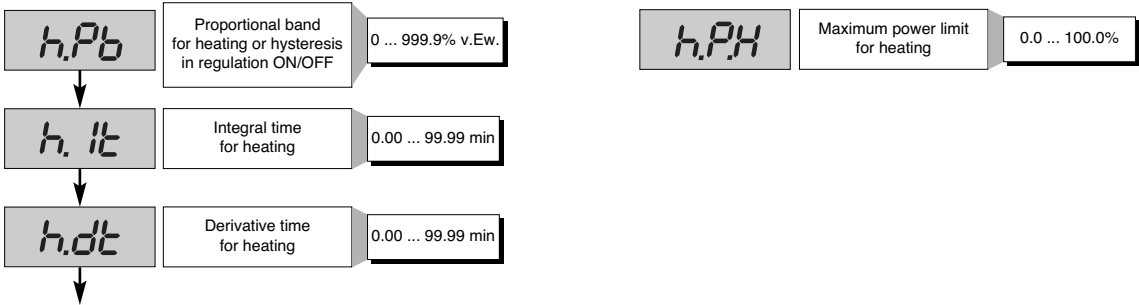 h.Pb
Proportional band
for heating or hysteresis
in regulation ON/OFF
0 ... 999.9% v.Ew.
h.It
Integral time
for heating
0.00 ... 99.99 min
h.dt
Derivative time
for heating
0.00 ... 99.99 min
h.P.H
Maximum power limit
for heating
0.0 ... 100.0%